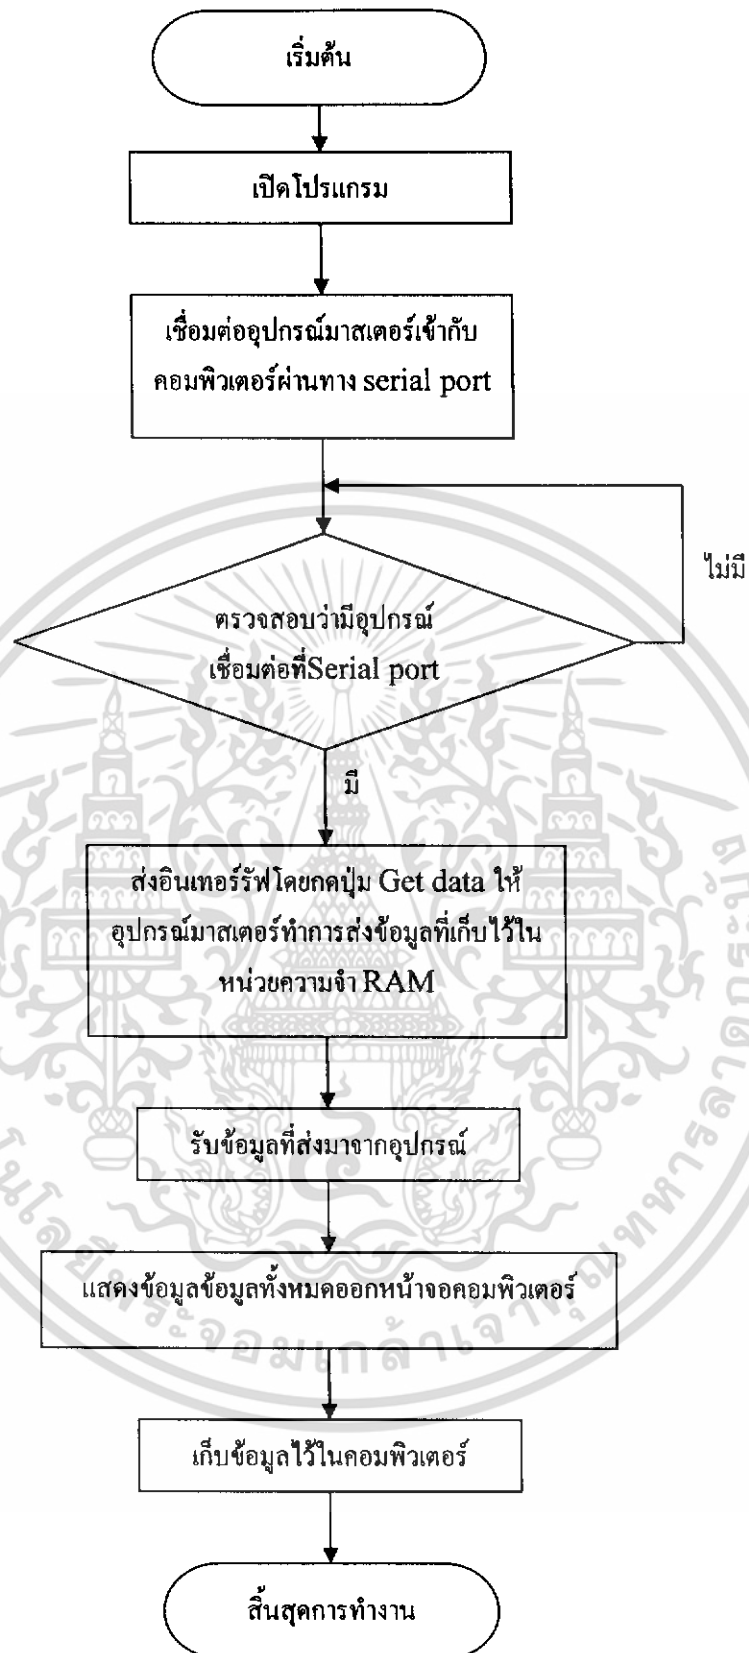 เริ่มต้น
เปิดโปรแกรม
เชื่อมต่ออุปกรณ์มาสเตอร์เข้ากับ
คอมพิวเตอร์ผ่านทาง serial port
ไม่มี
ตรวจสอบว่ามีอุปกรณ์
เชื่อมต่อที่Serial port
มี
ส่งอินเทอร์รัฟโดยกดปุ่ม Get data ให้
อุปกรณ์มาสเตอร์ทำการส่งข้อมูลที่เก็บไว้ใน
หน่วยความจำ RAM
รับข้อมูลที่ส่งมาจากอุปกรณ์
แสดงข้อมูลข้อมูลทั้งหมดออกหน้าจอคอมพิวเตอร์
เก็บข้อมูลไว้ในคอมพิวเตอร์
สิ้นสุดการทำงาน